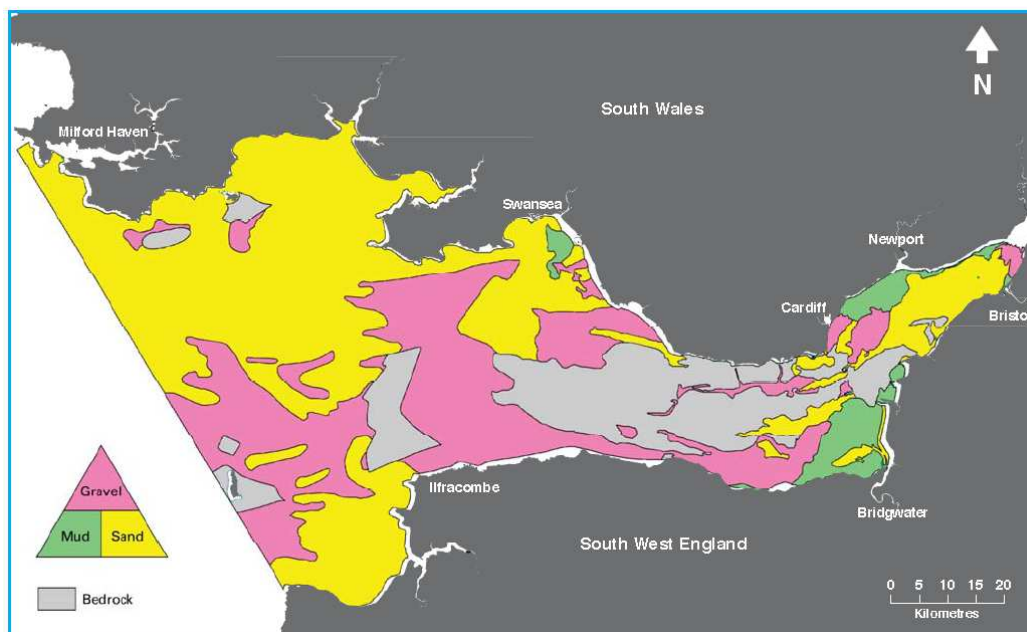 N
South Wales
Milford Haven
Swansea
Newport
Cardiff
Bristo
Ilfracombe
Gravel
Mud
Sand
Bridgwater
South West England
Bedrock
0 5 10 15 20
Kilometres